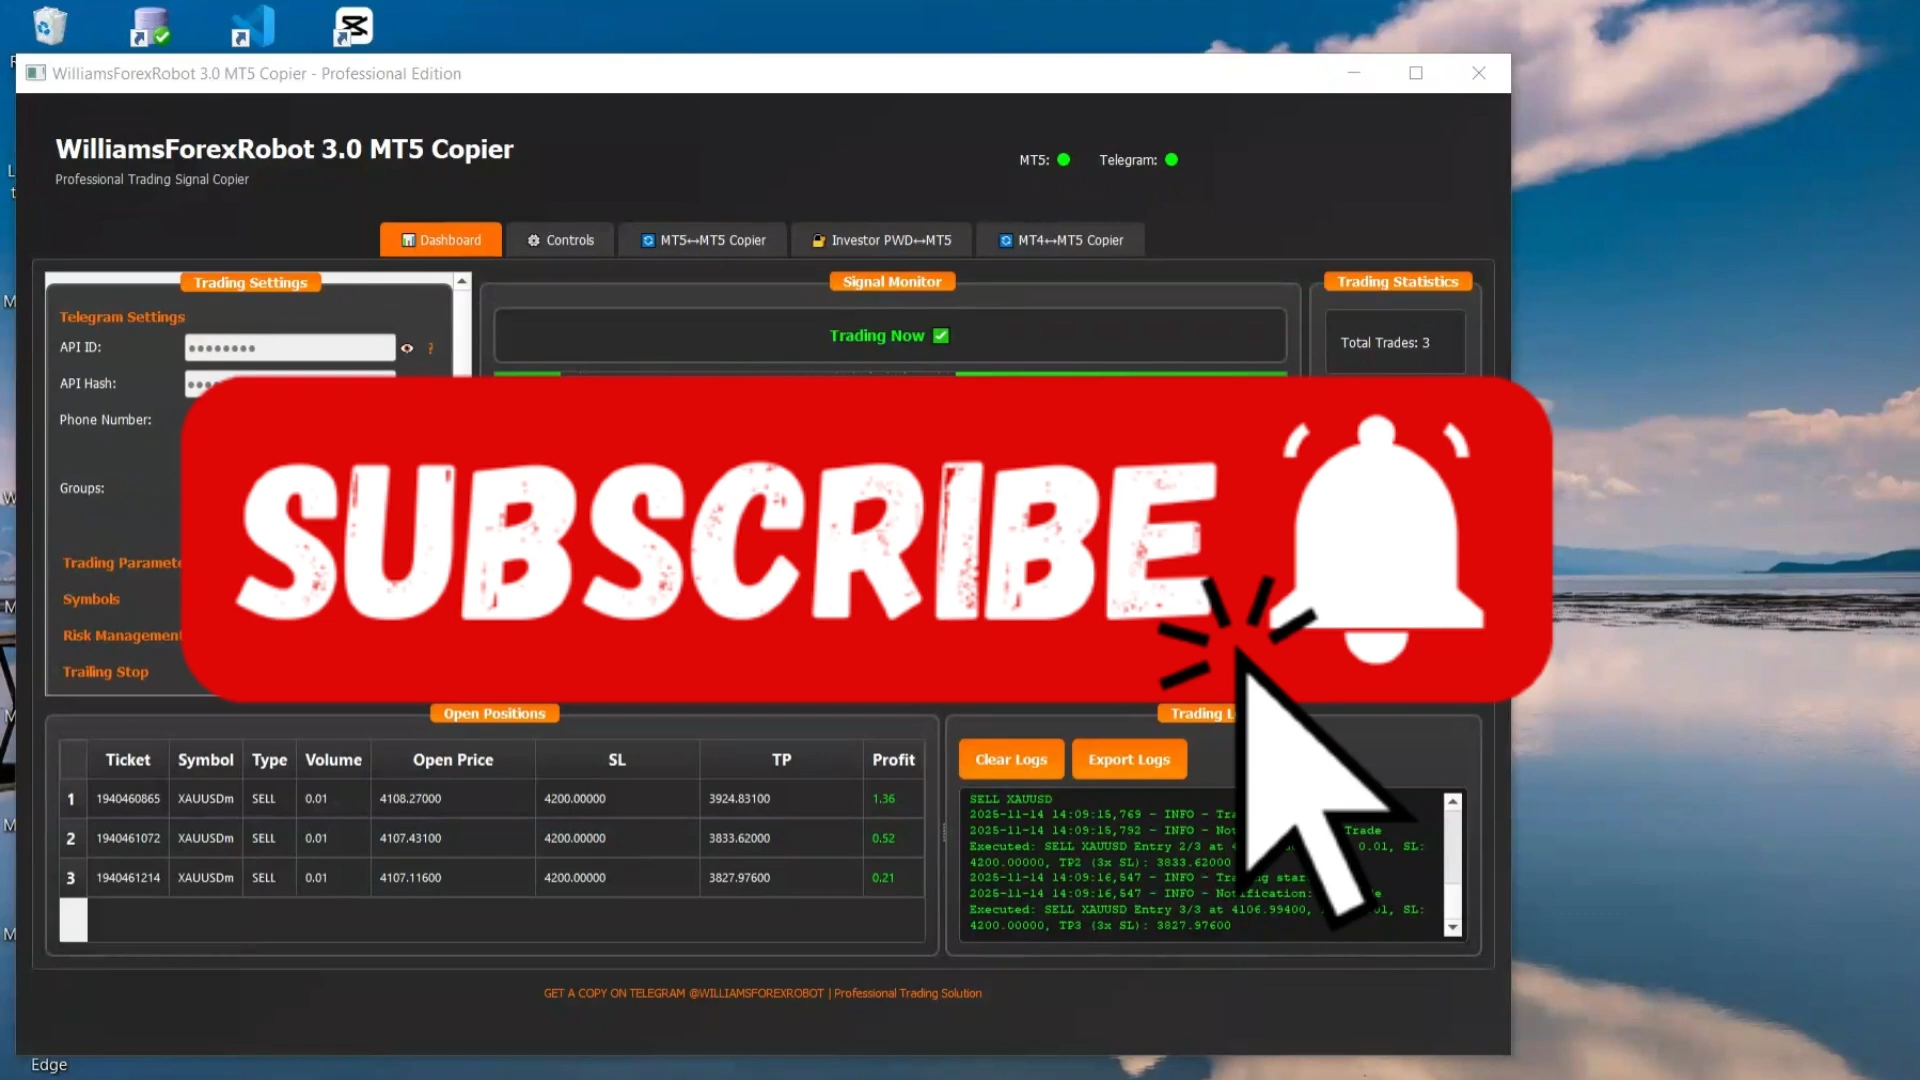 WilliamsForexRobot 3.0 MT5 Copier - Professional Edition
WilliamsForexRobot 3.0 MT5 Copier
Professional Trading Signal Copier
MT5:
Telegram:
Dashboard
Controls
MT5↔MT5 Copier
Investor PWD↔MT5
MT4↔MT5 Copier
Trading Settings
Signal Monitor
Trading Statistics
Telegram Settings
API ID:
?
API Hash:
Phone Number:
Groups:
Symbols
Risk Management
Trailing Stop
Trading Now
Total Trades: 3
SUBSCRIBE
Open Positions
Trading
Ticket Symbol Type Volume Open Price SL TP Profit
1 1940460865 XAUUSDm SELL 0.01 4108.27000 4200.00000 3924.83100 1.36
2 1940461072 XAUUSDm SELL 0.01 4107.43100 4200.00000 3833.62000 0.52
3 1940461214 XAUUSDm SELL 0.01 4107.11600 4200.00000 3827.97600 0.21
Clear Logs
Export Logs
SELL XAUUSD
2025-11-14 14:09:15,769 - INFO -
2025-11-14 14:09:15,792 - INFO - Trade
Executed: SELL XAUUSD Entry 2/3 at 0.01, SL:
4200.00000, TP2 (3x SL): 3833.62000
2025-11-14 14:09:16,547 - INFO -
2025-11-14 14:09:16,547 - INFO -
Executed: SELL XAUUSD Entry 3/3 at 4106.99400, SL:
4200.00000, TP3 (3x SL): 3827.97600
GET A COPY ON TELEGRAM @WILLIAMSFOREXROBOT | Professional Trading Solution
Edge